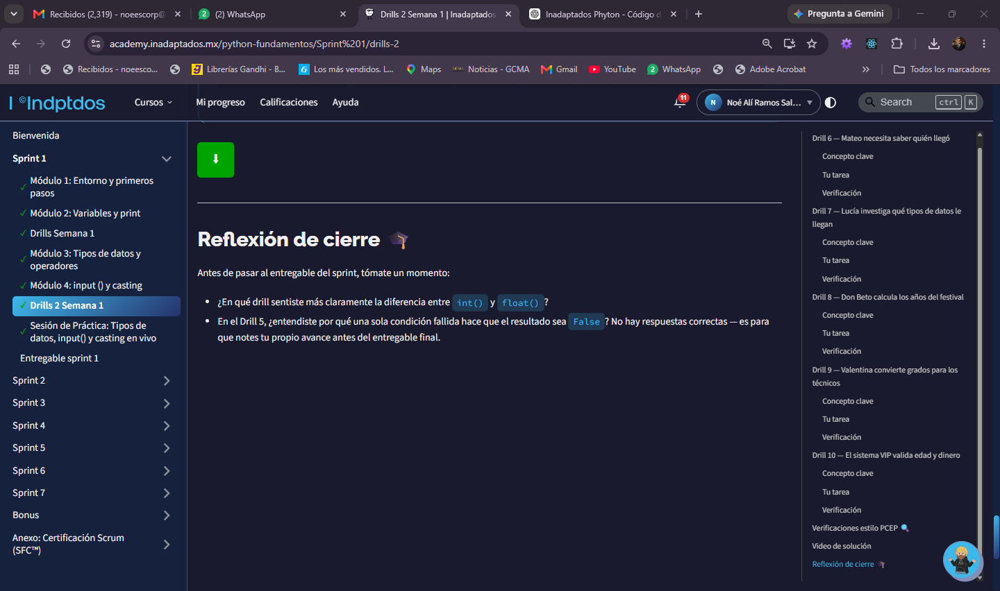 Recibidos (2,319) - noeescorp@
(2) WhatsApp
Drills 2 Semana 1 | Inadaptados
Inadaptados Phyton - Código d
Pregunta a Gemini
academy.inadaptados.mx/python-fundamentos/Sprint%201/drills-2
Recibidos - noeesco...
Librerías Gandhi - B...
Los más vendidos. L...
Maps
Noticias - GCMA
Gmail
YouTube
WhatsApp
Adobe Acrobat
Todos los marcadores
I ©Indptdos
Cursos
Mi progreso
Calificaciones
Ayuda
11
N
Noé Alí Ramos Sal...
Search
ctrl K
Bienvenida
Sprint 1
✓ Módulo 1: Entorno y primeros
pasos
✓ Módulo 2: Variables y print
✓ Drills Semana 1
✓ Módulo 3: Tipos de datos y
operadores
✓ Módulo 4: input () y casting
✓ Drills 2 Semana 1
✓ Sesión de Práctica: Tipos de
datos, input() y casting en vivo
Entregable sprint 1
Sprint 2
Sprint 3
Sprint 4
Sprint 5
Sprint 6
Sprint 7
Bonus
Anexo: Certificación Scrum
(SFC™)
⬇
Reflexión de cierre 🎓
Antes de pasar al entregable del sprint, tómate un momento:
• ¿En qué drill sentiste más claramente la diferencia entre int() y float() ?
• En el Drill 5, ¿entendiste por qué una sola condición fallida hace que el resultado sea False ? No hay respuestas correctas — es para
que notes tu propio avance antes del entregable final.
Drill 6 — Mateo necesita saber quién llegó
Concepto clave
Tu tarea
Verificación
Drill 7 — Lucía investiga qué tipos de datos le
llegan
Concepto clave
Tu tarea
Verificación
Drill 8 — Don Beto calcula los años del festival
Concepto clave
Tu tarea
Verificación
Drill 9 — Valentina convierte grados para los
técnicos
Concepto clave
Tu tarea
Verificación
Drill 10 — El sistema VIP valida edad y dinero
Concepto clave
Tu tarea
Verificación
Verificaciones estilo PCEP 🔍
Video de solución
Reflexión de cierre 🎓